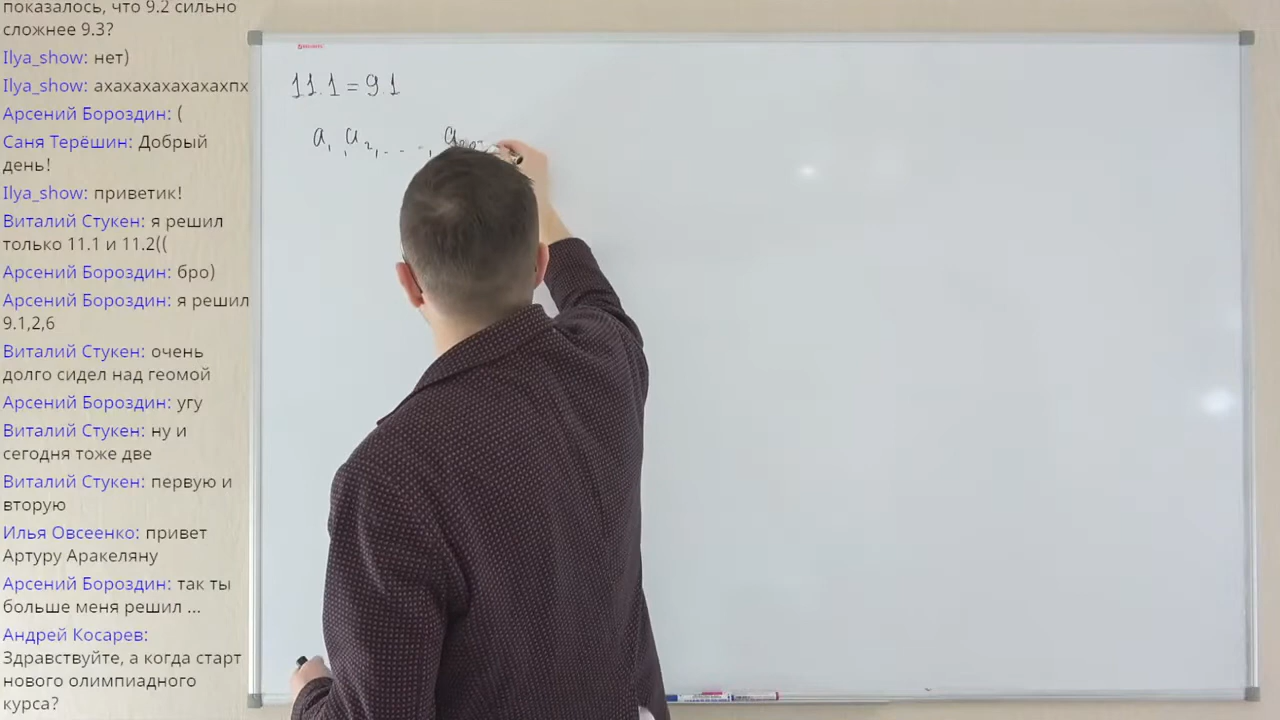 показалось, что 9.2 сильно
сложнее 9.3?
Ilya_show: нет)
Ilya_show: ахахахахахахахпх
Арсений Бороздин: (
Саня Терёшин: Добрый
день!
Ilya_show: приветик!
Виталий Стукен: я решил
только 11.1 и 11.2((
Арсений Бороздин: бро)
Арсений Бороздин: я решил
9.1,2,6
Виталий Стукен: очень
долго сидел над геомой
Арсений Бороздин: угу
Виталий Стукен: ну и
сегодня тоже две
Виталий Стукен: первую и
вторую
Илья Овсеенко: привет
Артуру Аракеляну
Арсений Бороздин: так ты
больше меня решил ...
Андрей Косарев:
Здравствуйте, а когда старт
нового олимпиадного
курса?
11.1 = 9.1
a₁, a₂, . . . ,